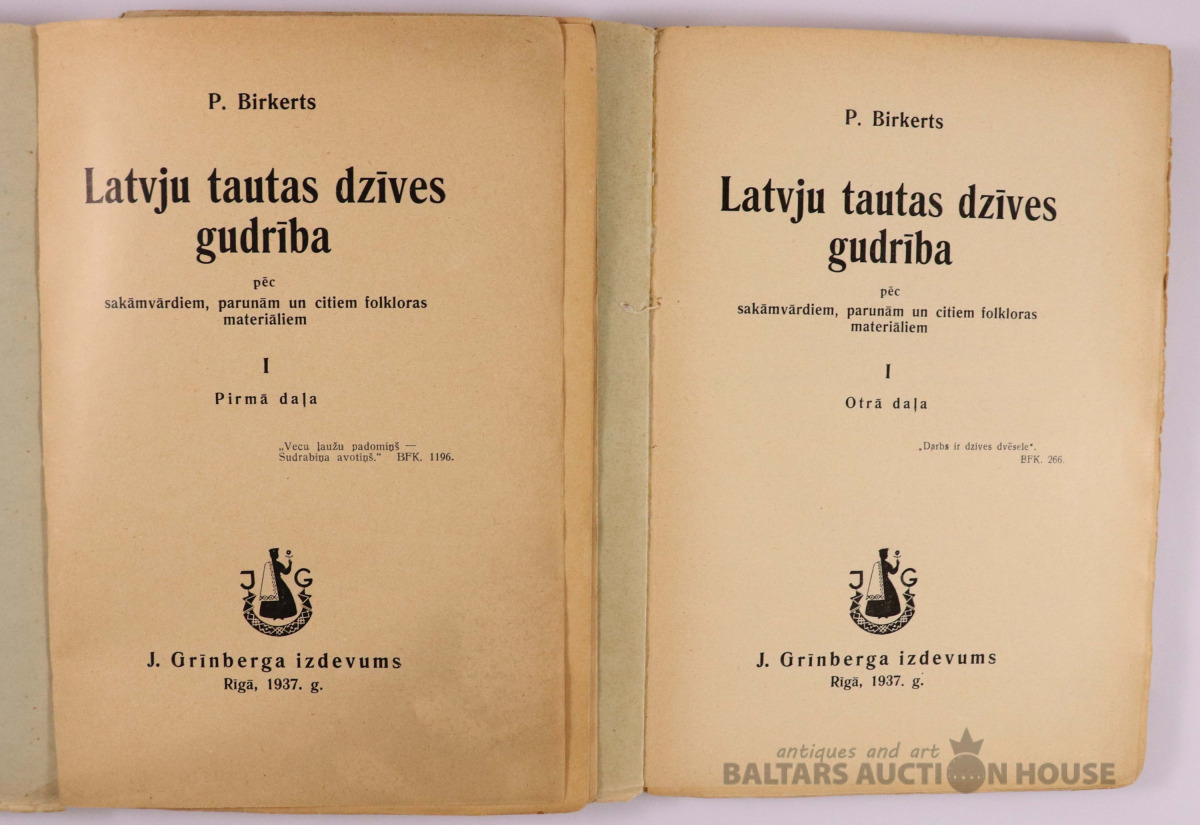 P. Birkerts
Latvju tautas dzīves
gudrība
pēc
sakāmvārdiem, parunām un citiem folkloras
materiāliem
I
Pirmā daļa
„Vecu ļaužu padomiņš —
Sudrabiņa avotiņš.“ BFK. 1196.
J G
J. Grīnberga izdevums
Rīgā, 1937. g.
P. Birkerts
Latvju tautas dzīves
gudrība
pēc
sakāmvārdiem, parunām un citiem folkloras
materiāliem
I
Otrā daļa
„Darbs ir dzīves dvēsele“.
BFK. 266.
J G
J. Grīnberga izdevums
Rīgā, 1937. g.
antiques and art
BALTARS AUCTION HOUSE